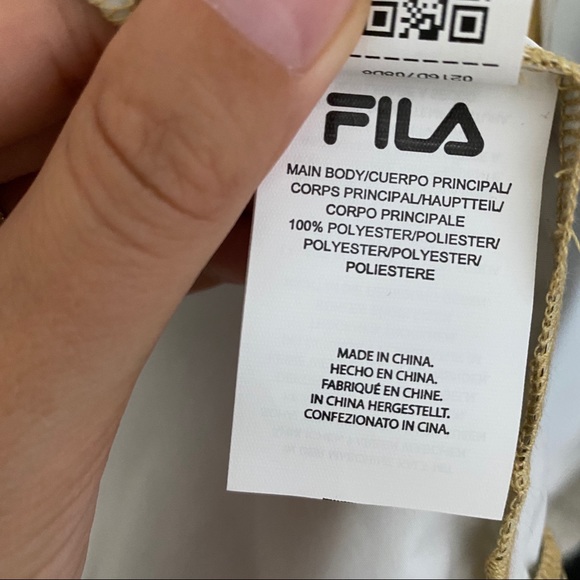 FILA
MAIN BODY/CUERPO PRINCIPAL/
CORPS PRINCIPAL/HAUPTTEIL/
CORPO PRINCIPALE
100% POLYESTER/POLIESTER/
POLYESTER/POLYESTER/
POLIESTERE
MADE IN CHINA.
HECHO EN CHINA.
FABRIQUÉ EN CHINE.
IN CHINA HERGESTELLT.
CONFEZIONATO IN CINA.